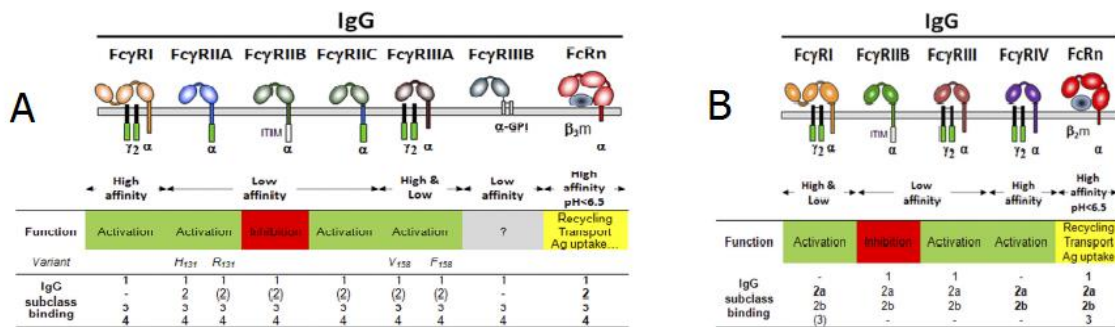 A
IgG
FcγRI FcγRIIA FcγRIIB FcγRIIC FcγRIIIA FcγRIIIB FcRn
ITIM α-GPI β₃m
γ₂ α α α α γ₂ α α
High affinity Low affinity High & Low Low affinity High affinity pH<6.5
Function Activation Activation Inhibition Activation Activation ? Recycling Transport Ag uptake...
Variant H₁₃₁ R₁₃₁ V₁₅₈ F₁₅₈
IgG subclass binding
1 1 1 1 1 1 1 1 1
- 2 (2) (2) (2) (2) (2) - 2
3 3 3 3 3 3 3 3 3
4 4 4 4 4 4 4 4 4
B
IgG
FcγRI FcγRIIB FcγRIII FcγRIV FcRn
ITIM β₂m
γ₂ α α γ₂ α γ₂ α α
High & Low Low affinity High affinity High affinity pH<6.5
Function Activation Inhibition Activation Activation Recycling Transport Ag uptake...
IgG subclass binding
- 1 1 - 1
2a 2a 2a 2a 2a
2b 2b 2b 2b 2b
(3) - - - 3